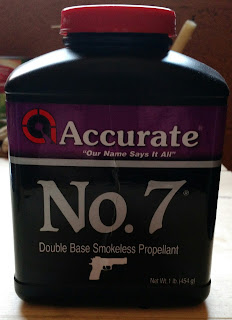 Accurate®
"Our Name Says It All"
No.7®
Double Base Smokeless Propellant
Net Wt. 1 lb. (454 g)